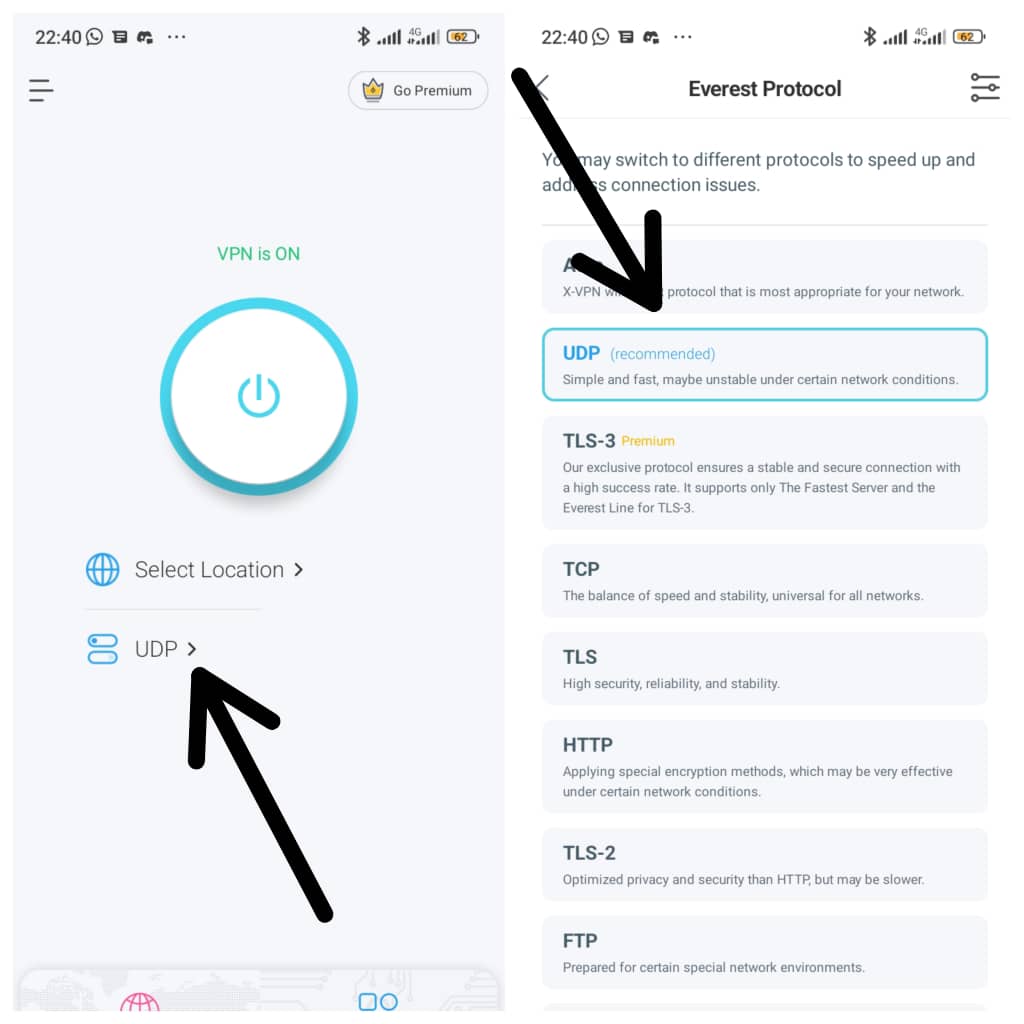 22:40
4G
62
Go Premium
VPN is ON
Select Location
UDP
22:40
4G
62
Everest Protocol
may switch to different protocols to speed up and
connection issues.
X-VPN protocol that is most appropriate for your network.
UDP (recommended)
Simple and fast, maybe unstable under certain network conditions.
TLS-3 Premium
Our exclusive protocol ensures a stable and secure connection with
a high success rate. It supports only The Fastest Server and the
Everest Line for TLS-3.
TCP
The balance of speed and stability, universal for all networks.
TLS
High security, reliability, and stability.
HTTP
Applying special encryption methods, which may be very effective
under certain network conditions.
TLS-2
Optimized privacy and security than HTTP, but may be slower.
FTP
Prepared for certain special network environments.